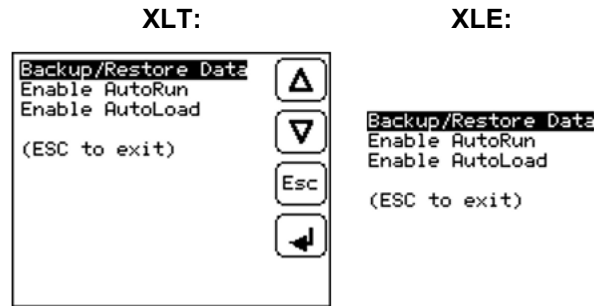 XLT:
XLE:
Backup/Restore Data
Enable AutoRun
Enable AutoLoad
(ESC to exit)
Esc
Backup/Restore Data
Enable AutoRun
Enable AutoLoad
(ESC to exit)